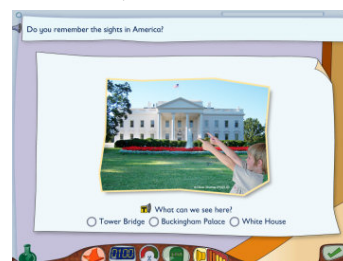 Do you remember the sights in America?
What can we see here?
Tower Bridge Buckingham Palace White House